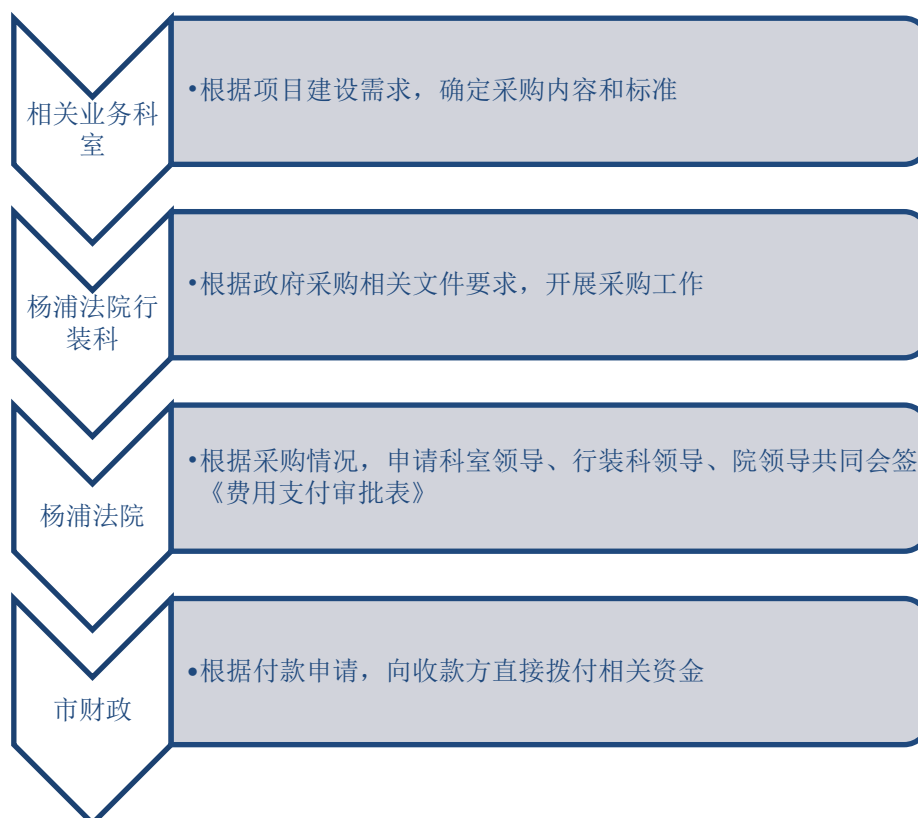 相关业务科
室
•根据项目建设需求，确定采购内容和标准
杨浦法院行
装科
•根据政府采购相关文件要求，开展采购工作
杨浦法院
•根据采购情况，申请科室领导、行装科领导、院领导共同会签
《费用支付审批表》
市财政
•根据付款申请，向收款方直接拨付相关资金